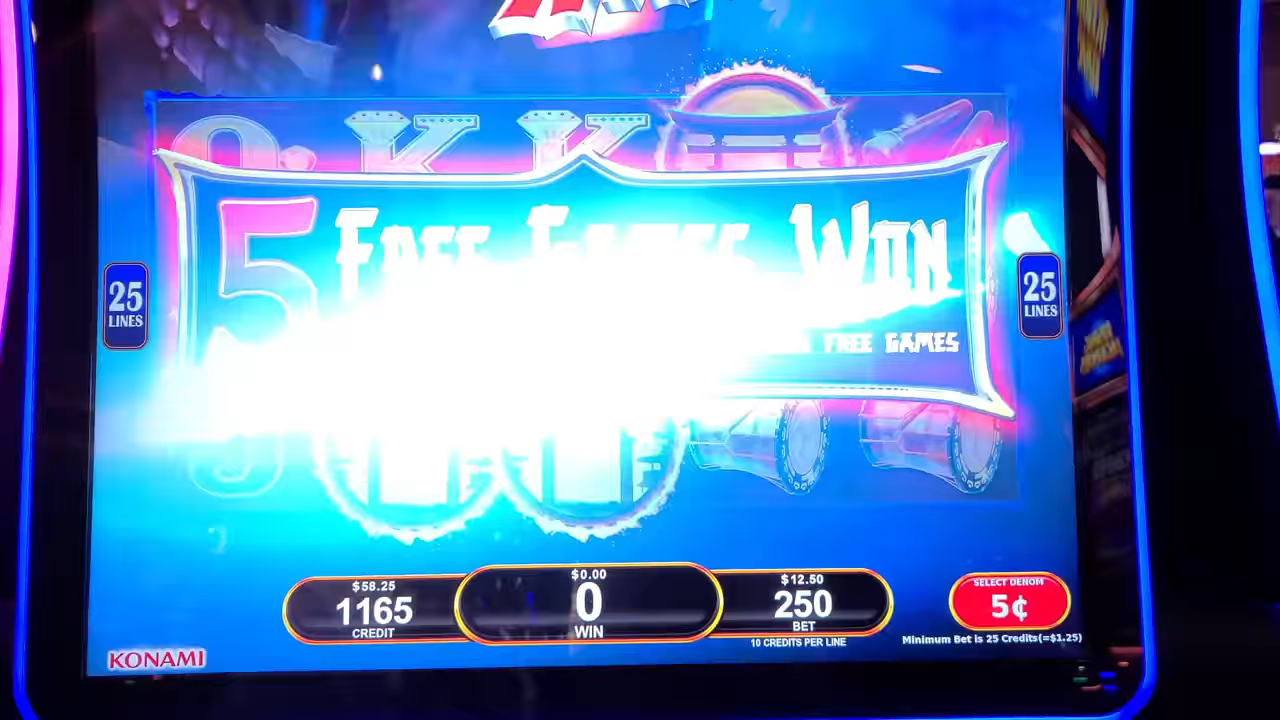 K K
5 FREE GAMES WON
25
LINES
25
LINES
FREE GAMES
$58.25
1165
CREDIT
$0.00
0
WIN
$12.50
250
BET
10 CREDITS PER LINE
SELECT DENOM
5¢
Minimum Bet is 25 Credits(=$1.25)
KONAMI